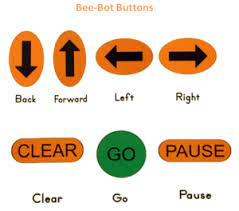 Bee-Bot Buttons
Back Forward Left Right
CLEAR GO PAUSE
Clear Go Pause